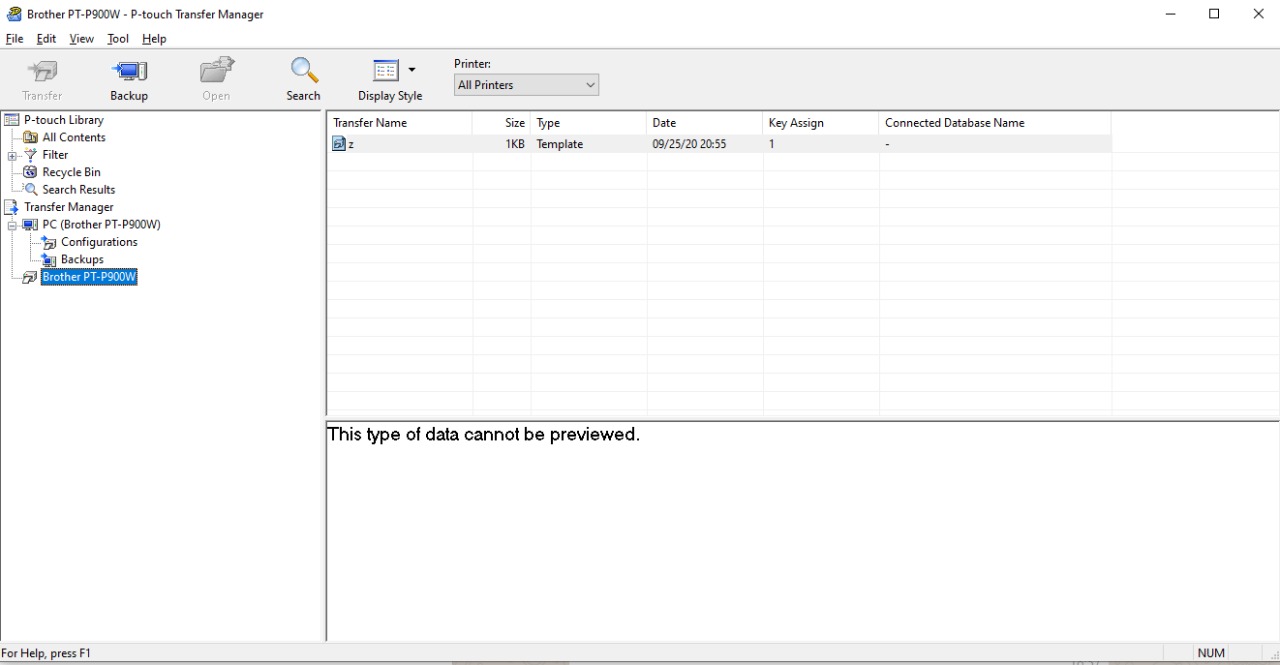 Brother PT-P900W - P-touch Transfer Manager
File Edit View Tool Help
Transfer Backup Open Search Display Style
Printer:
All Printers
P-touch Library
All Contents
Filter
Recycle Bin
Search Results
Transfer Manager
PC (Brother PT-P900W)
Configurations
Backups
Brother PT-P900W
Transfer Name Size Type Date Key Assign Connected Database Name
z 1KB Template 09/25/20 20:55 1 -
This type of data cannot be previewed.
For Help, press F1
NUM